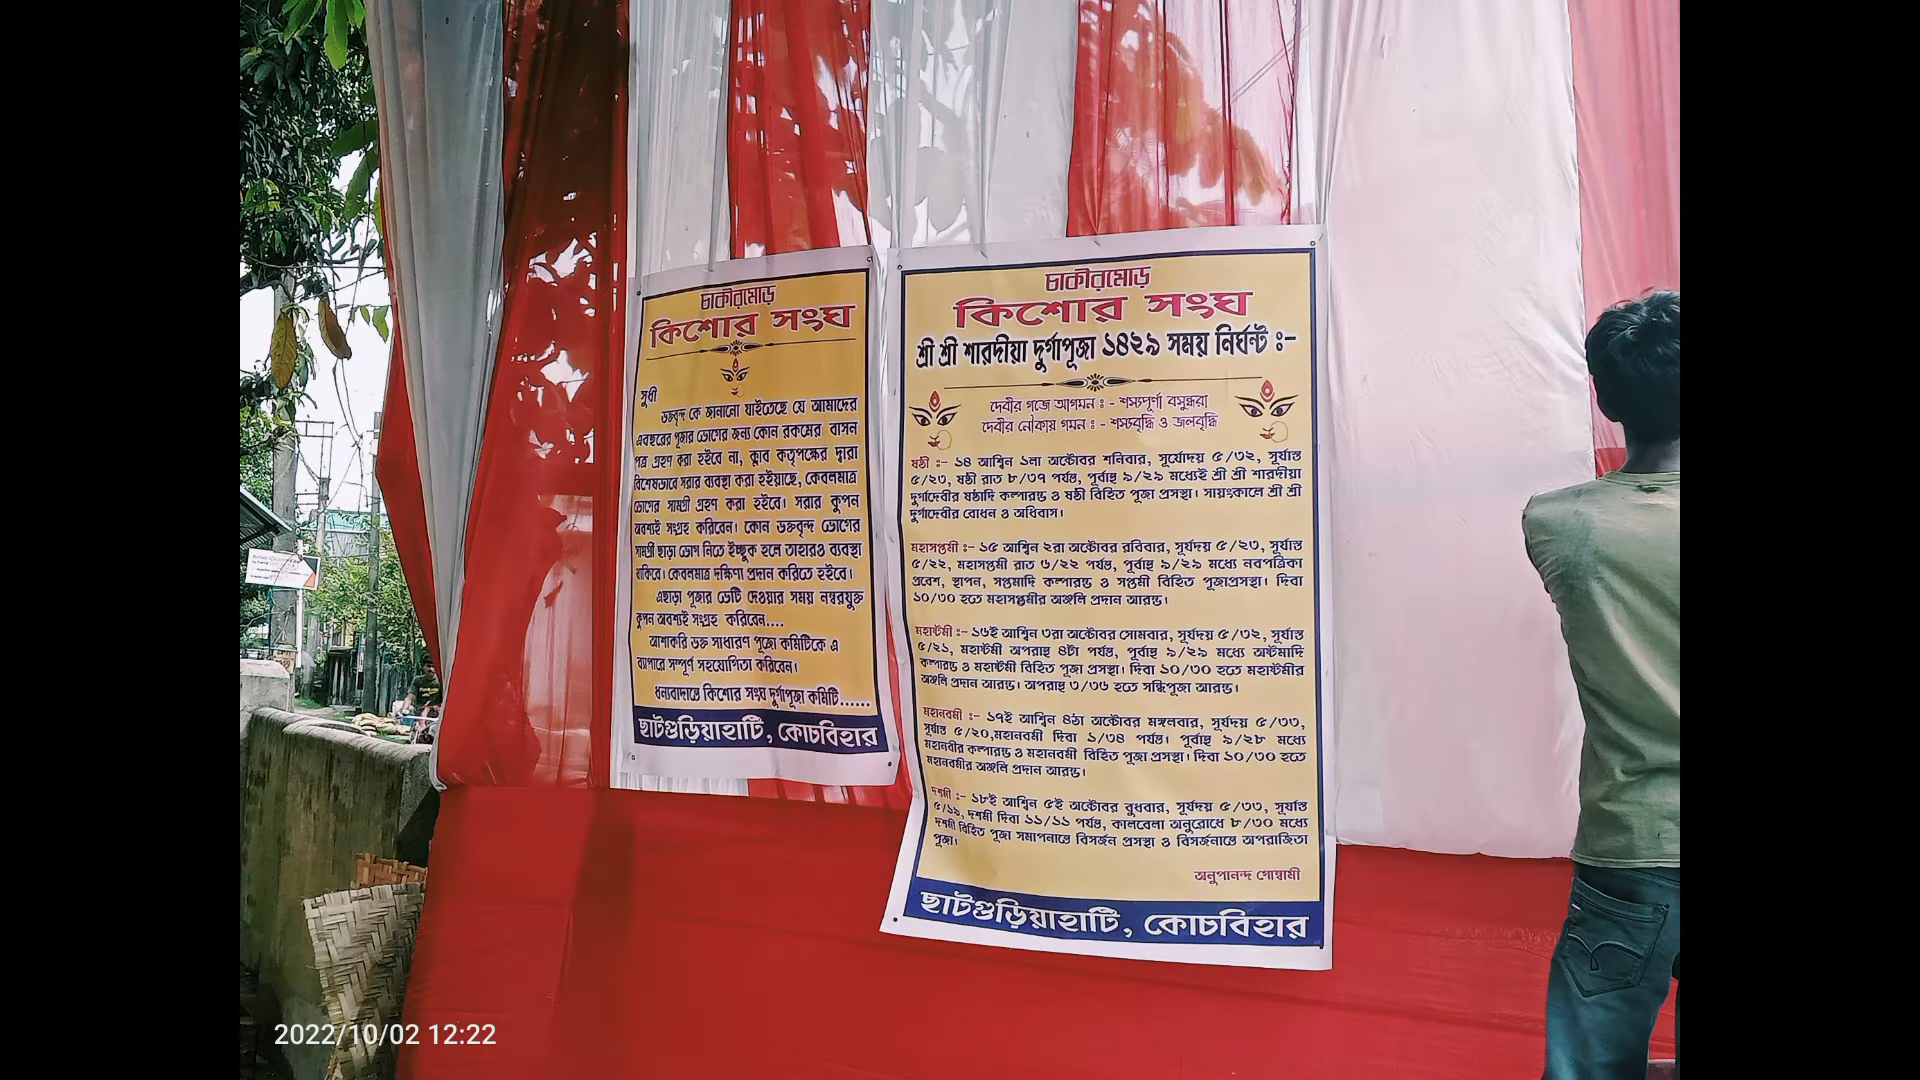 চাকীরমোড়
কিশোর সংঘ
সুধী
ভক্তবৃন্দ কে জানানো যাইতেছে যে আমাদের
এবছরের পূজার ভোগের জন্য কোন রকমের বাসন
পত্র গ্রহণ করা হইবে না, ক্লাব কতৃপক্ষের দ্বারা
বিশেষভাবে সরার ব্যবস্থা করা হইয়াছে, কেবলমাত্র
ভোগের সামগ্রী গ্রহণ করা হইবে। সরার কুপন
অবশ্যই সংগ্রহ করিবেন। কোন ভক্তবৃন্দ ভোগের
সামগ্রী ছাড়া ভোগ নিতে ইচ্ছুক হলে তাহারও ব্যবস্থা
থাকিবে। কেবলমাত্র দক্ষিণা প্রদান করিতে হইবে।
এছাড়া পূজার ভেটি দেওয়ার সময় নম্বরযুক্ত
কুপন অবশ্যই সংগ্রহ করিবেন....
আশাকরি ভক্ত সাধারণ পূজো কমিটিকে এ
ব্যাপারে সম্পূর্ণ সহযোগিতা করিবেন।
ধন্যবাদান্তে কিশোর সংঘ দুর্গাপূজা কমিটি......
ছাটগুড়িয়াহাটি, কোচবিহার
চাকীরমোড়
কিশোর সংঘ
শ্রী শ্রী শারদীয়া দুর্গাপূজা ১৪২৯ সময় নির্ঘন্ট ঃ-
দেবীর গজে আগমন ঃ - শস্যপূর্ণা বসুন্ধরা
দেবীর নৌকায় গমন ঃ - শস্যবৃদ্ধি ও জলবৃদ্ধি
ষষ্ঠী ঃ- ১৪ আশ্বিন ১লা অক্টোবর শনিবার, সূর্যোদয় ৫/৩২, সূর্যাস্ত
৫/২৩, ষষ্ঠী রাত ৮/৩৭ পর্যন্ত, পূর্বাহ্ন ৯/২৯ মধ্যেই শ্রী শ্রী শারদীয়া
দুর্গাদেবীর ষষ্ঠাদি কল্পারম্ভ ও ষষ্ঠী বিহিত পূজা প্রসস্থা। সায়ংকালে শ্রী শ্রী
দুর্গাদেবীর বোধন ও অধিবাস।
মহাসপ্তমী ঃ- ১৫ আশ্বিন ২রা অক্টোবর রবিবার, সূর্যদয় ৫/২৩, সূর্যাস্ত
৫/২২, মহাসপ্তমী রাত ৬/২২ পর্যন্ত, পূর্বাহ্ন ৯/২৯ মধ্যে নবপত্রিকা
প্রবেশ, স্থাপন, সপ্তমাদি কল্পারম্ভ ও সপ্তমী বিহিত পূজাপ্রসস্থা। দিবা
১০/৩০ হতে মহাসপ্তমীর অঞ্জলি প্রদান আরম্ভ।
মহাষ্টমী ঃ- ১৬ই আশ্বিন ৩রা অক্টোবর সোমবার, সূর্যদয় ৫/৩২, সূর্যাস্ত
৫/২১, মহাষ্টমী অপরাহ্ন ৪টা পর্যন্ত, পূর্বাহ্ন ৯/২৯ মধ্যে অষ্টমাদি
কল্পারম্ভ ও মহাষ্টমী বিহিত পূজা প্রসস্থা। দিবা ১০/৩০ হতে মহাষ্টমীর
অঞ্জলি প্রদান আরম্ভ। অপরাহ্ন ৩/৩৬ হতে সন্ধিপূজা আরম্ভ।
মহানবমী ঃ- ১৭ই আশ্বিন ৪ঠা অক্টোবর মঙ্গলবার, সূর্যদয় ৫/৩৩,
সূর্যাস্ত ৫/২০,মহানবমী দিবা ১/৩৪ পর্যন্ত। পূর্বাহ্ন ৯/২৮ মধ্যে
মহানবীর কল্পারম্ভ ও মহানবমী বিহিত পূজা প্রসস্থা। দিবা ১০/৩০ হতে
মহানবমীর অঞ্জলি প্রদান আরম্ভ।
দশমী ঃ- ১৮ই আশ্বিন ৫ই অক্টোবর বুধবার, সূর্যদয় ৫/৩৩, সূর্যাস্ত
৫/১৯, দশমী দিবা ১১/১১ পর্যন্ত, কালবেলা অনুরোধে ৮/৩০ মধ্যে
দশমী বিহিত পূজা সমাপনান্তে বিসর্জন প্রসস্থা ও বিসর্জনান্তে অপরাজিতা
পূজা।
অনুপানন্দ গোস্বামী
ছাটগুড়িয়াহাটি, কোচবিহার
2022/10/02 12:22